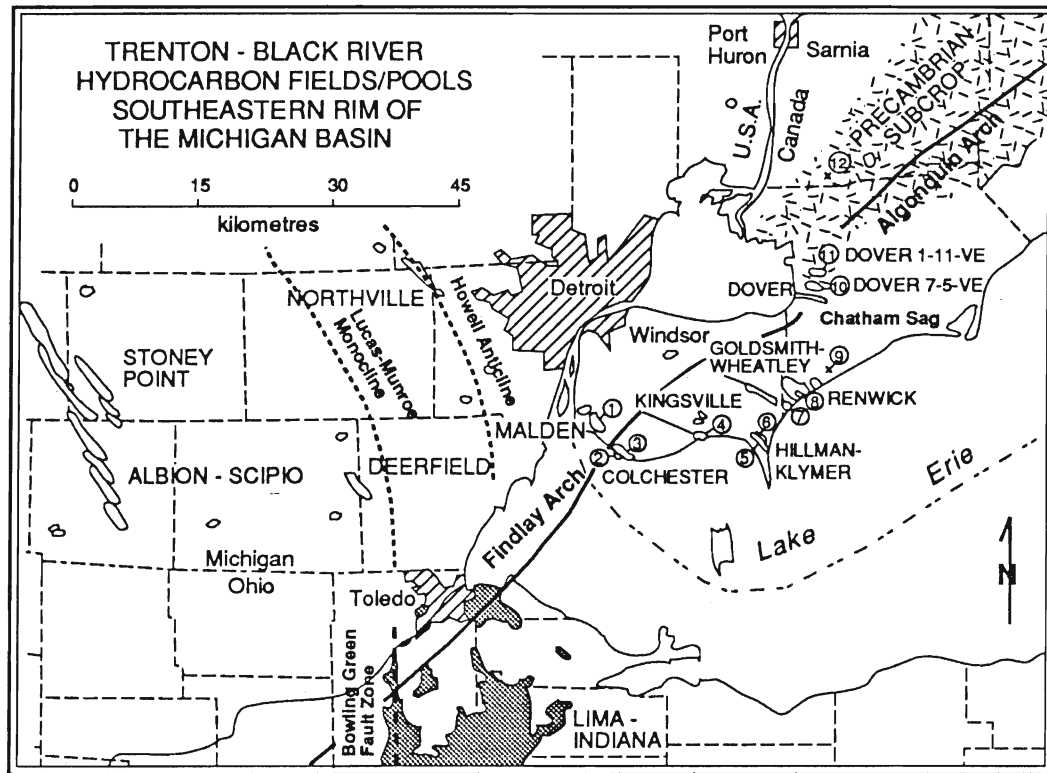 TRENTON - BLACK RIVER
HYDROCARBON FIELDS/POOLS
SOUTHEASTERN RIM OF
THE MICHIGAN BASIN
0 15 30 45
kilometres
Port
Huron
Sarnia
U.S.A.
Canada
PRECAMBRIAN
SUBCROP
12
Algonquin Arch
11 DOVER 1-11-VE
10 DOVER 7-5-VE
DOVER
Chatham Sag
Detroit
Windsor
NORTHVILLE
Howell Anticline
Lucas-Munroe
Monocline
STONEY
POINT
GOLDSMITH-
WHEATLEY
9
8 RENWICK
7
KINGSVILLE
6
4
1
MALDEN
3
2
COLCHESTER
5
HILLMAN-
KLYMER
DEERFIELD
ALBION - SCIPIO
Findlay Arch
Lake Erie
N
Michigan
Ohio
Toledo
Bowling Green
Fault Zone
LIMA -
INDIANA